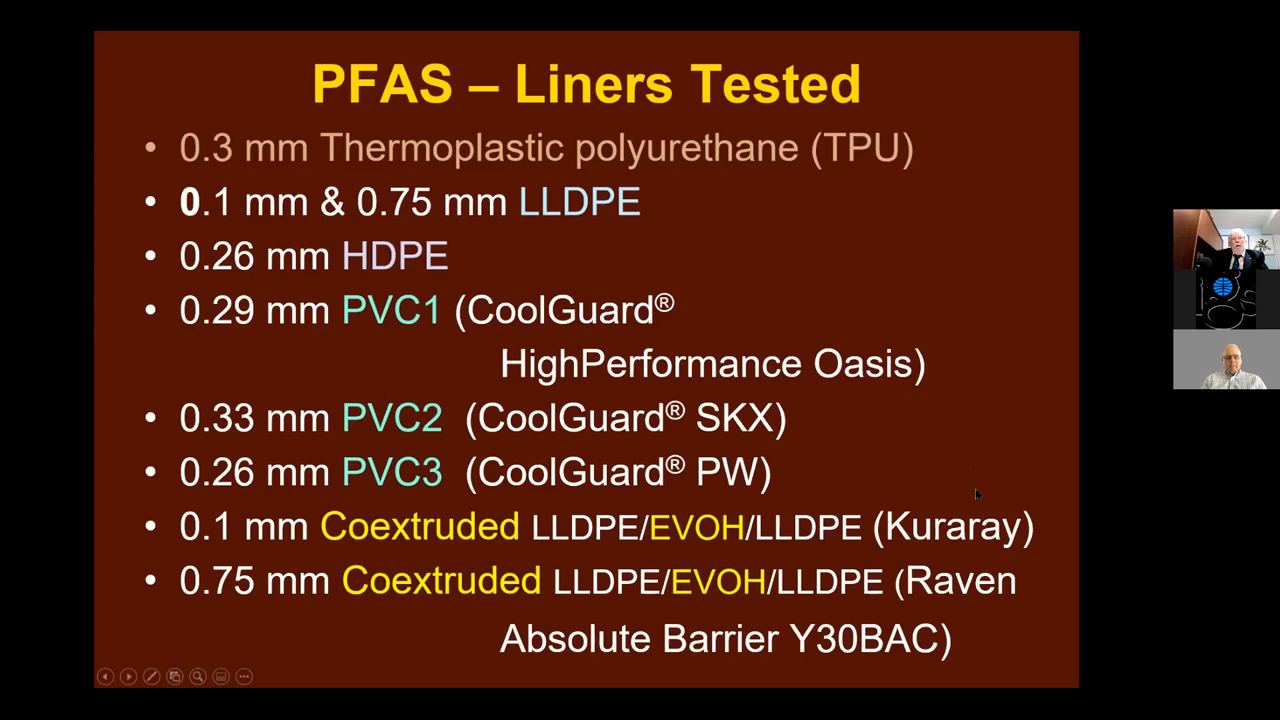 PFAS – Liners Tested
• 0.3 mm Thermoplastic polyurethane (TPU)
• 0.1 mm & 0.75 mm LLDPE
• 0.26 mm HDPE
• 0.29 mm PVC1 (CoolGuard®
HighPerformance Oasis)
• 0.33 mm PVC2 (CoolGuard® SKX)
• 0.26 mm PVC3 (CoolGuard® PW)
• 0.1 mm Coextruded LLDPE/EVOH/LLDPE (Kuraray)
• 0.75 mm Coextruded LLDPE/EVOH/LLDPE (Raven
Absolute Barrier Y30BAC)